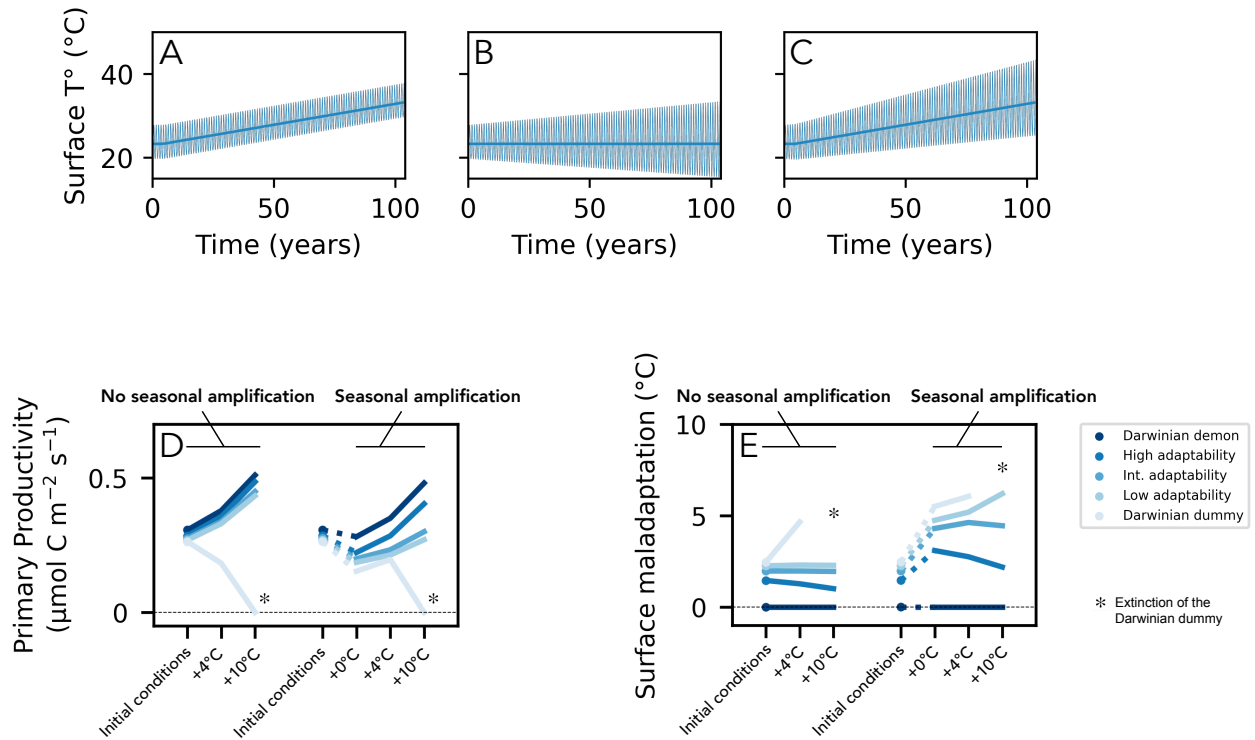 A
B
C
Surface T° (°C)
40
20
0
50
100
0
50
100
0
50
100
Time (years)
Time (years)
Time (years)
No seasonal amplification
Seasonal amplification
D
Primary Productivity
(µmol C m⁻² s⁻¹)
0.5
0
*
*
Initial conditions
+4°C
+10°C
Initial conditions
+0°C
+4°C
+10°C
No seasonal amplification
Seasonal amplification
E
Surface maladaptation (°C)
10
5
0
*
*
Initial conditions
+4°C
+10°C
Initial conditions
+0°C
+4°C
+10°C
Darwinian demon
High adaptability
Int. adaptability
Low adaptability
Darwinian dummy
* Extinction of the
Darwinian dummy